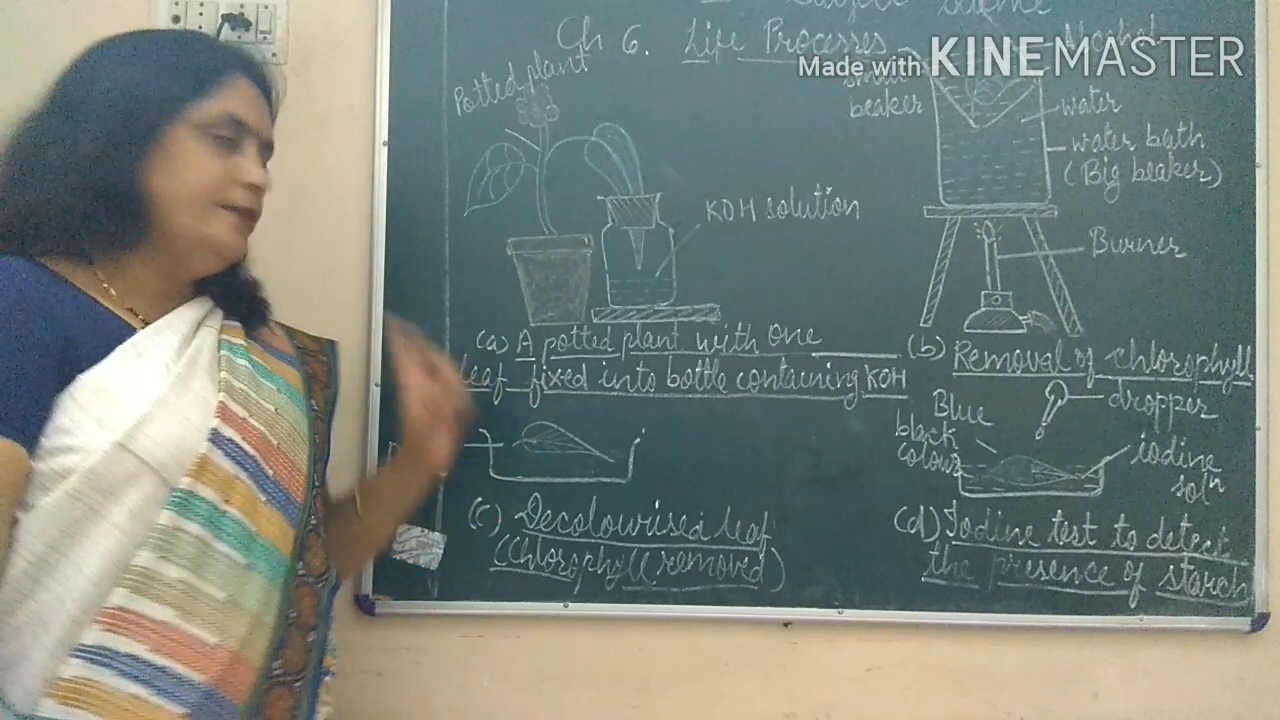 Subject Science
Ch 6. Life Processes
Made with KINEMASTER
Alcohol
Potted plant
small
beaker
water
water bath
(Big beaker)
KOH solution
Burner
(a) A potted plant with one
leaf fixed into bottle containing KOH
(b) Removal of chlorophyll
dropper
Blue
black
colour
iodine
solⁿ
(c) Decolourised leaf
(Chlorophyll removed)
(d) Iodine test to detect
the presence of starch